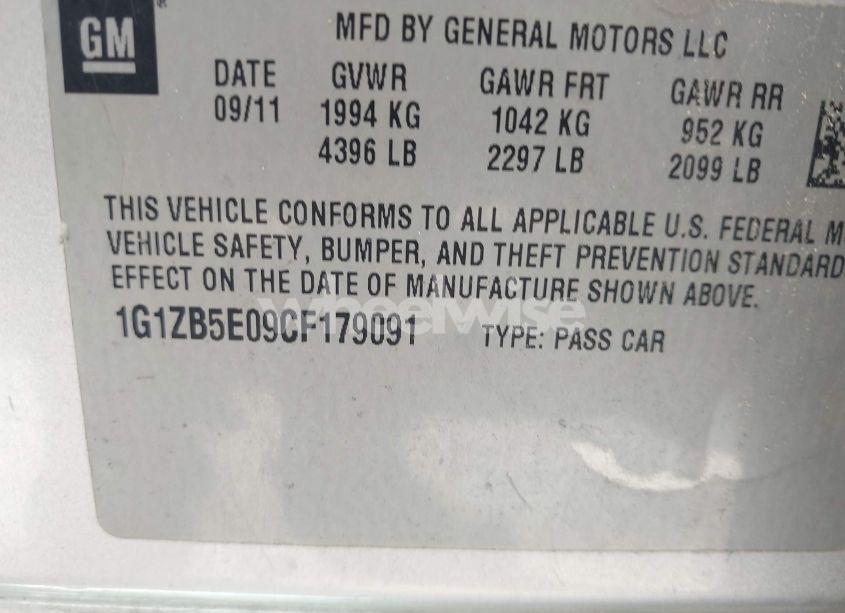 GM
MFD BY GENERAL MOTORS LLC
DATE GVWR GAWR FRT GAWR RR
09/11 1994 KG 1042 KG 952 KG
4396 LB 2297 LB 2099 LB
THIS VEHICLE CONFORMS TO ALL APPLICABLE U.S. FEDERAL M
VEHICLE SAFETY, BUMPER, AND THEFT PREVENTION STANDARD
EFFECT ON THE DATE OF MANUFACTURE SHOWN ABOVE.
wheelwise
1G1ZB5E09CF179091 TYPE: PASS CAR